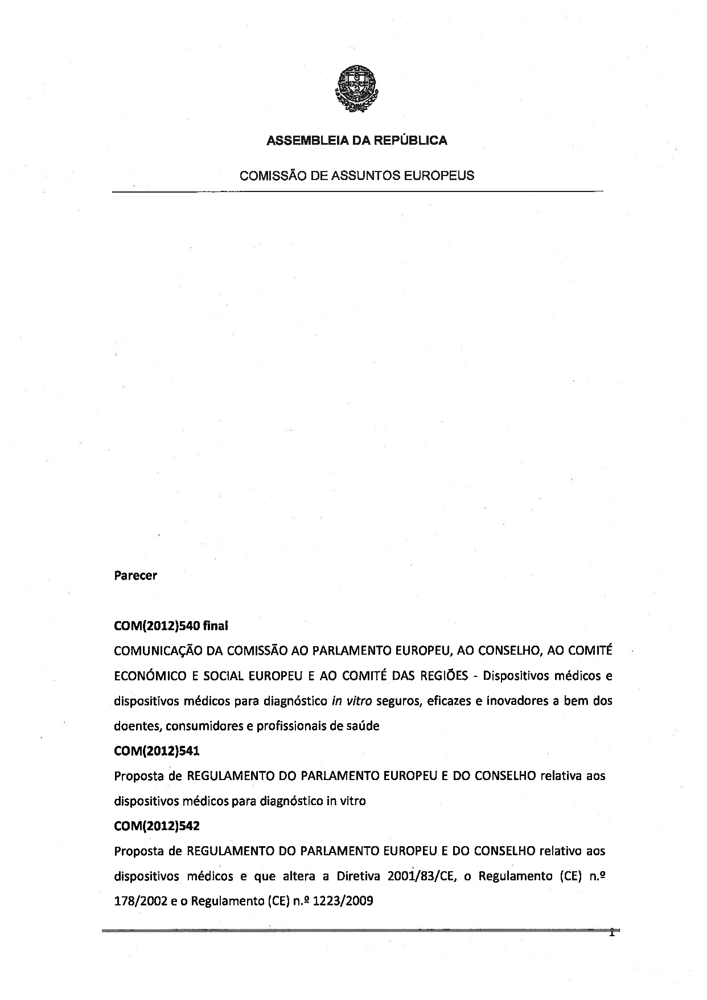 ASSEMBLEIA DA REPÚBLICA
COMISSÃO DE ASSUNTOS EUROPEUS
Parecer
COM(2012)540 final
COMUNICAÇÃO DA COMISSÃO AO PARLAMENTO EUROPEU, AO CONSELHO, AO COMITÉ
ECONÓMICO E SOCIAL EUROPEU E AO COMITÉ DAS REGIÕES - Dispositivos médicos e
dispositivos médicos para diagnóstico in vitro seguros, eficazes e inovadores a bem dos
doentes, consumidores e profissionais de saúde
COM(2012)541
Proposta de REGULAMENTO DO PARLAMENTO EUROPEU E DO CONSELHO relativa aos
dispositivos médicos para diagnóstico in vitro
COM(2012)542
Proposta de REGULAMENTO DO PARLAMENTO EUROPEU E DO CONSELHO relativo aos
dispositivos médicos e que altera a Diretiva 2001/83/CE, o Regulamento (CE) n.º
178/2002 e o Regulamento (CE) n.º 1223/2009
1